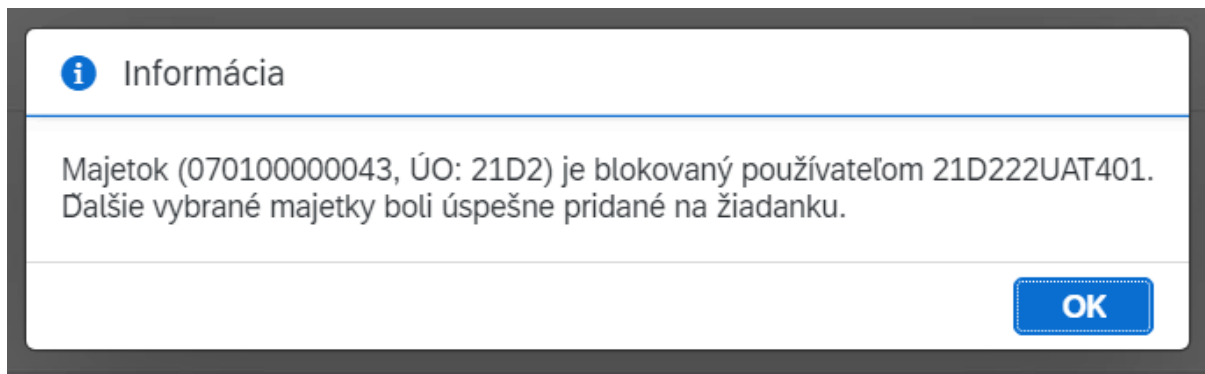 Informácia
Majetok (070100000043, ÚO: 21D2) je blokovaný používateľom 21D222UAT401.
Ďalšie vybrané majetky boli úspešne pridané na žiadanku.
OK